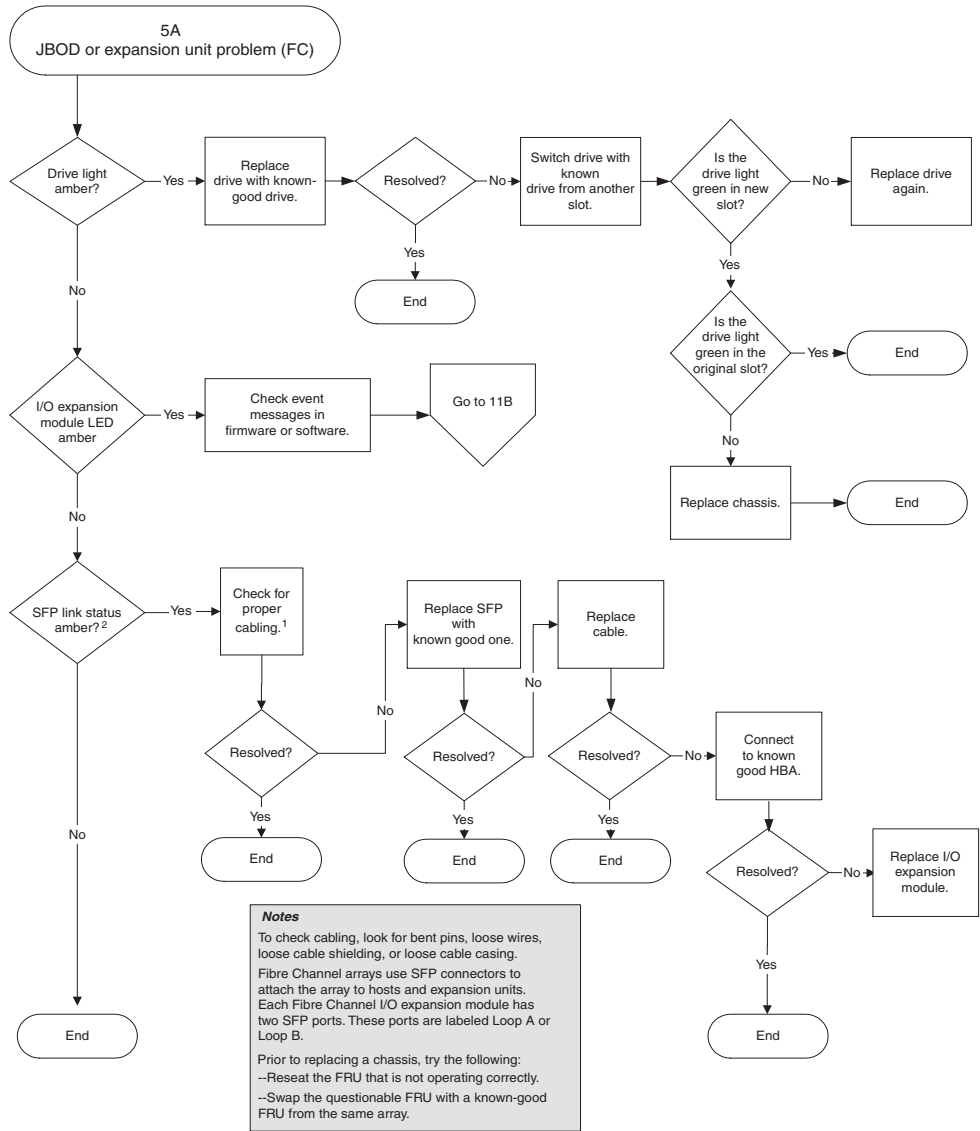 5A
JBOD or expansion unit problem (FC)
Drive light
amber?
Yes
Replace
drive with known-
good drive.
Resolved?
No
Switch drive with
known
drive from another
slot.
Is the
drive light
green in new
slot?
No
Replace drive
again.
Yes
End
Yes
Is the
drive light
green in the
original slot?
Yes
End
No
Replace chassis.
End
No
I/O expansion
module LED
amber
Yes
Check event
messages in
firmware or software.
Go to 11B
No
SFP link status
amber?2
Yes
Check for
proper
cabling.1
Resolved?
No
Replace SFP
with
known good one.
Resolved?
No
Replace
cable.
Resolved?
No
Connect
to known
good HBA.
Resolved?
No
Replace I/O
expansion
module.
Yes
End
Yes
End
Yes
End
Yes
End
No
End
Notes
To check cabling, look for bent pins, loose wires,
loose cable shielding, or loose cable casing.
Fibre Channel arrays use SFP connectors to
attach the array to hosts and expansion units.
Each Fibre Channel I/O expansion module has
two SFP ports. These ports are labeled Loop A or
Loop B.
Prior to replacing a chassis, try the following:
--Reseat the FRU that is not operating correctly.
--Swap the questionable FRU with a known-good
FRU from the same array.